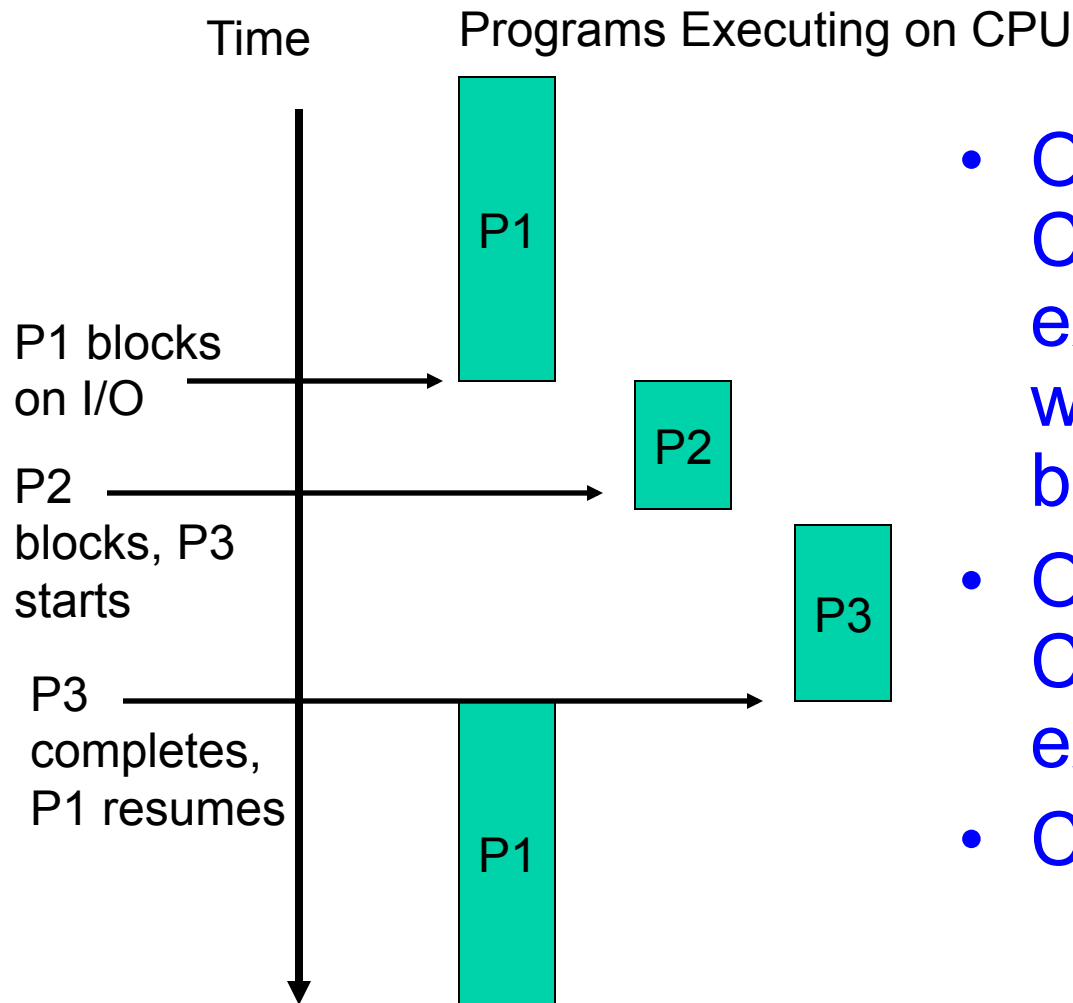 Time
Programs Executing on CPU
P1
P1 blocks
on I/O
P2
P2
blocks, P3
starts
P3
P3
completes,
P1 resumes
P1
•
•
•